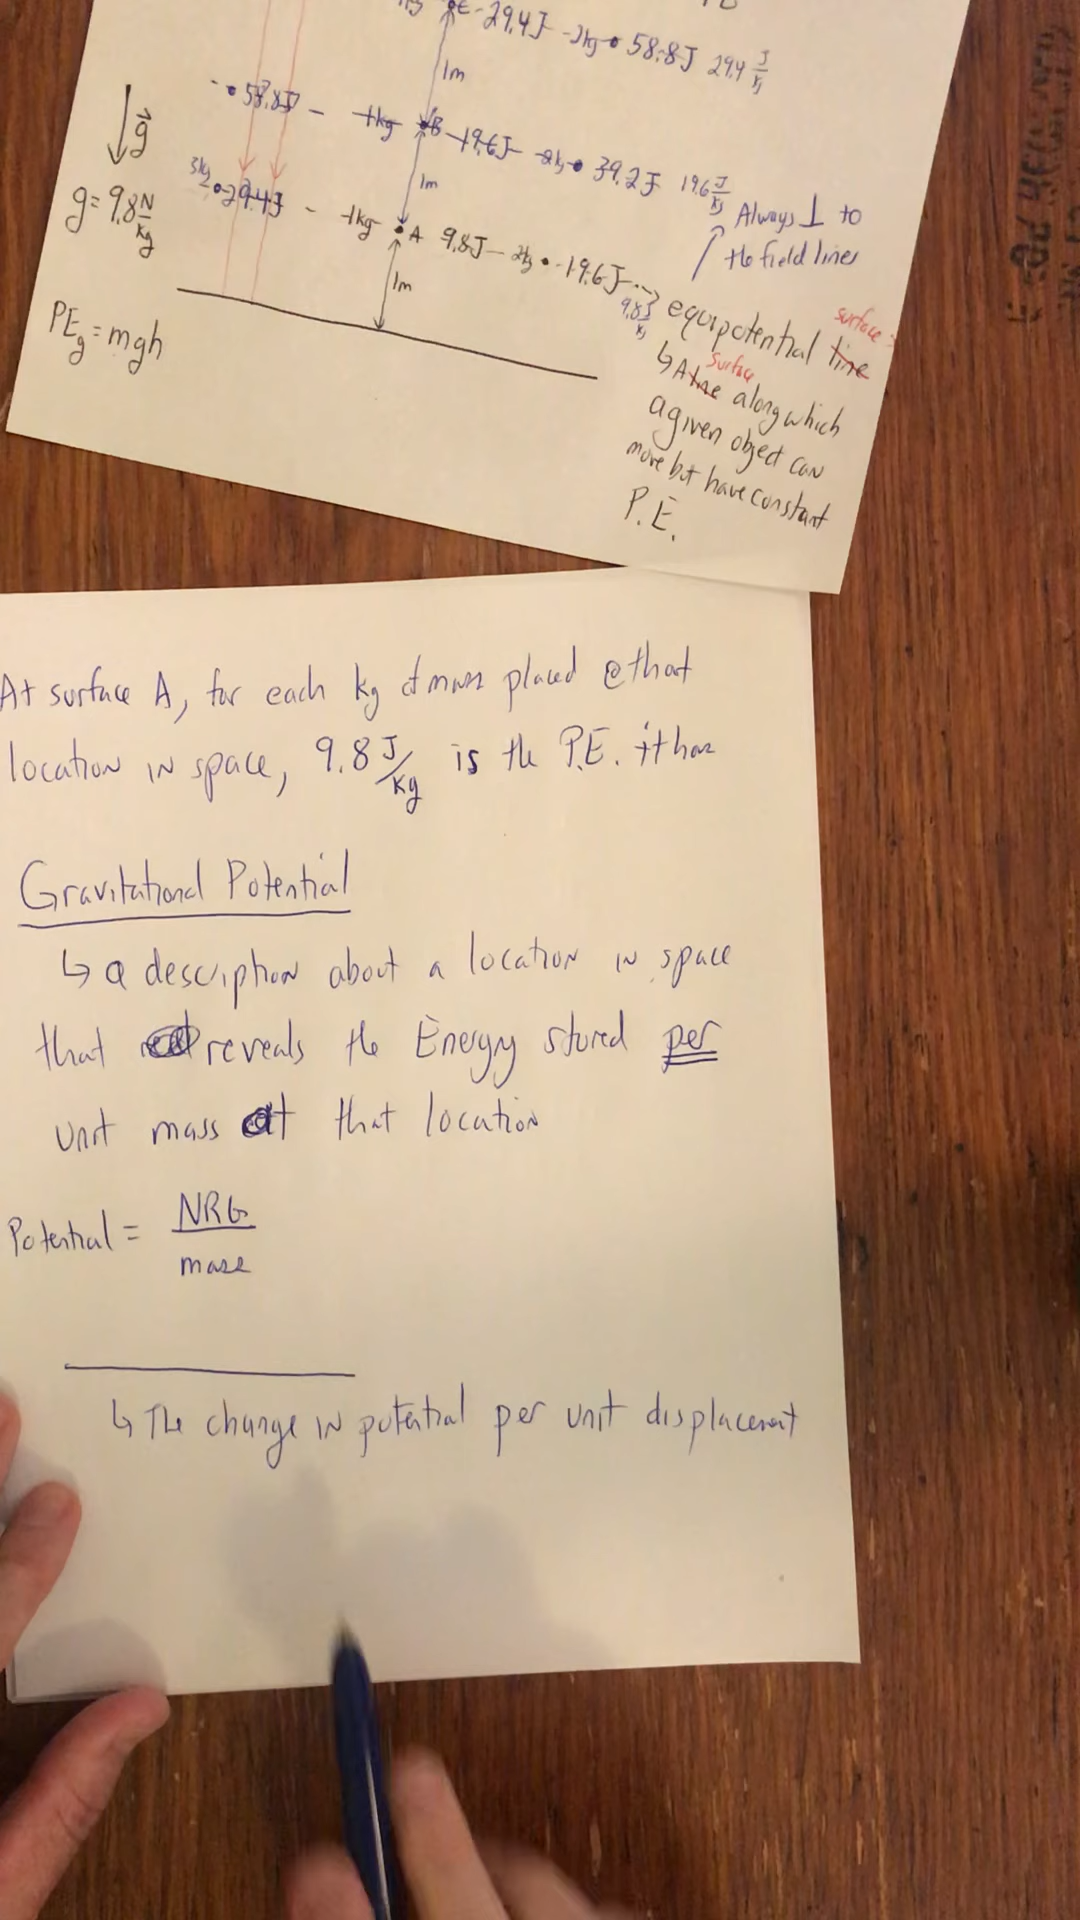 29.4J -2kg • 58.8J 29.4 J/kg
1m
• 58.8J - 1kg B 19.6J - 2kg • 39.2J 19.6 J/kg
g
1m
Always ⊥ to
the field lines
3kg • 29.4J - 1kg • A 9.8J - 2kg • -19.6J
9.8 J/kg
g = 9.8 N/kg
1m
equipotential line surface
↳ A line surface along which
a given object can
move but have constant
P.E.
PEg = mgh
At surface A, for each kg of mass placed @ that
location in space, 9.8 J/kg is the P.E. it has
Gravitational Potential
↳ a description about a location in space
that reveals the Energy stored per
unit mass at that location
Potential = NRG/mass
↳ The change in potential per unit displacement